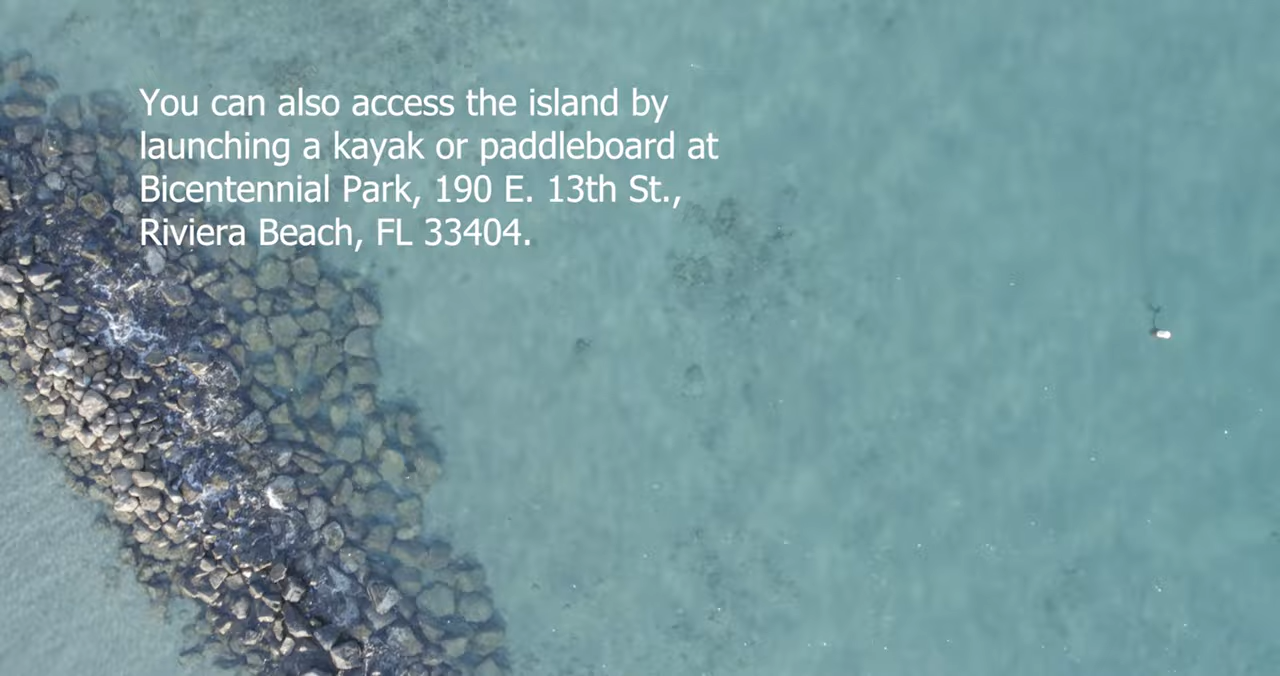 You can also access the island by
launching a kayak or paddleboard at
Bicentennial Park, 190 E. 13th St.,
Riviera Beach, FL 33404.